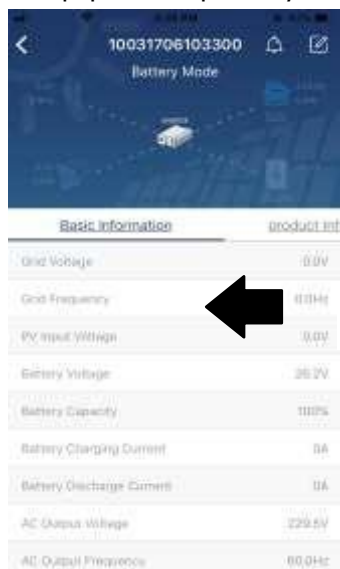 10031706103300
Battery Mode
Basic Information
product inf
Grid Voltage 0.0V
Grid Frequency 0.0Hz
PV Input Voltage 0.0V
Battery Voltage 26.2V
Battery Capacity 100%
Battery Charging Current 0A
Battery Discharge Current 0A
AC Output Voltage 229.5V
AC Output Frequency 60.0Hz